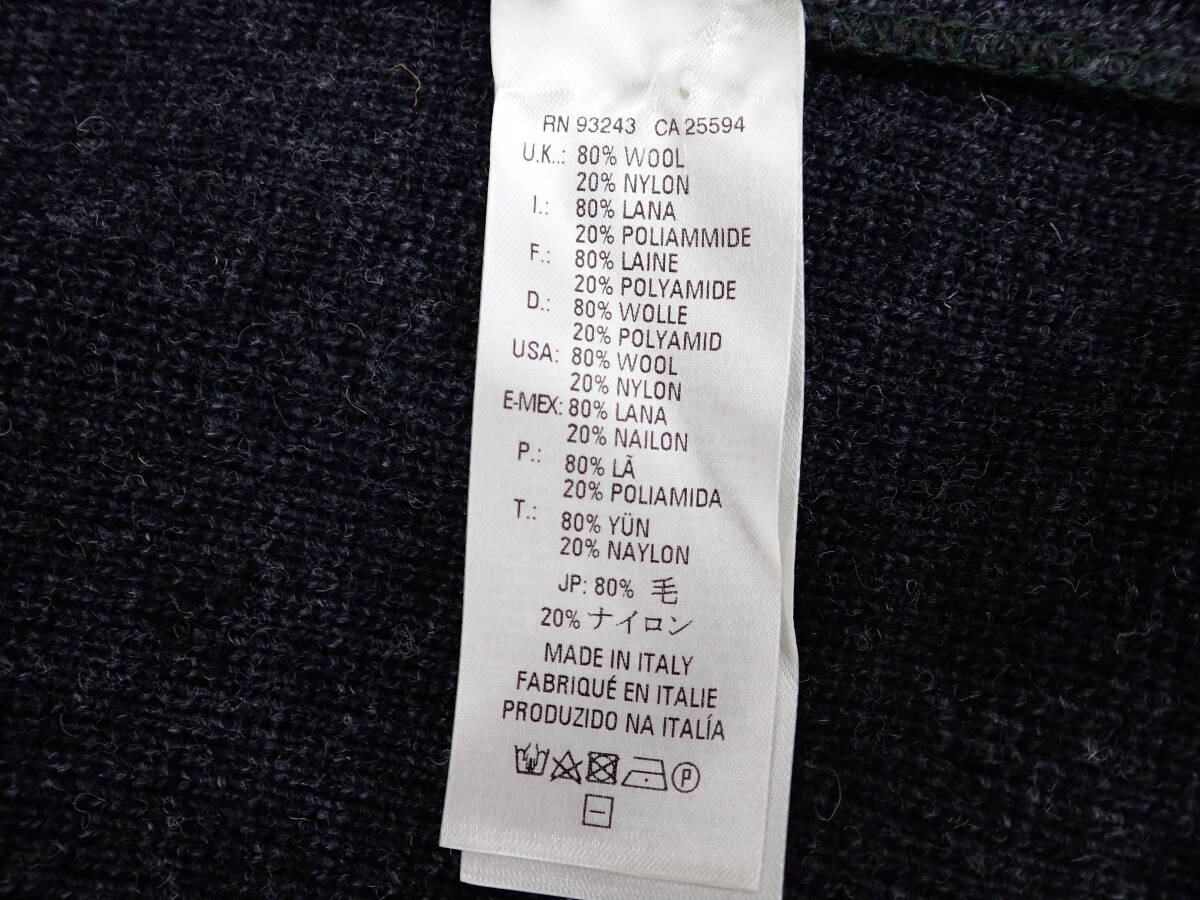 RN 93243 CA 25594
U.K.: 80% WOOL
20% NYLON
I.: 80% LANA
20% POLIAMMIDE
F.: 80% LAINE
20% POLYAMIDE
D.: 80% WOLLE
20% POLYAMID
USA: 80% WOOL
20% NYLON
E-MEX: 80% LANA
20% NAILON
P.: 80% LÃ
20% POLIAMIDA
T.: 80% YÜN
20% NAYLON
JP: 80% 毛
20% ナイロン
MADE IN ITALY
FABRIQUÉ EN ITALIE
PRODUZIDO NA ITALÍA
P